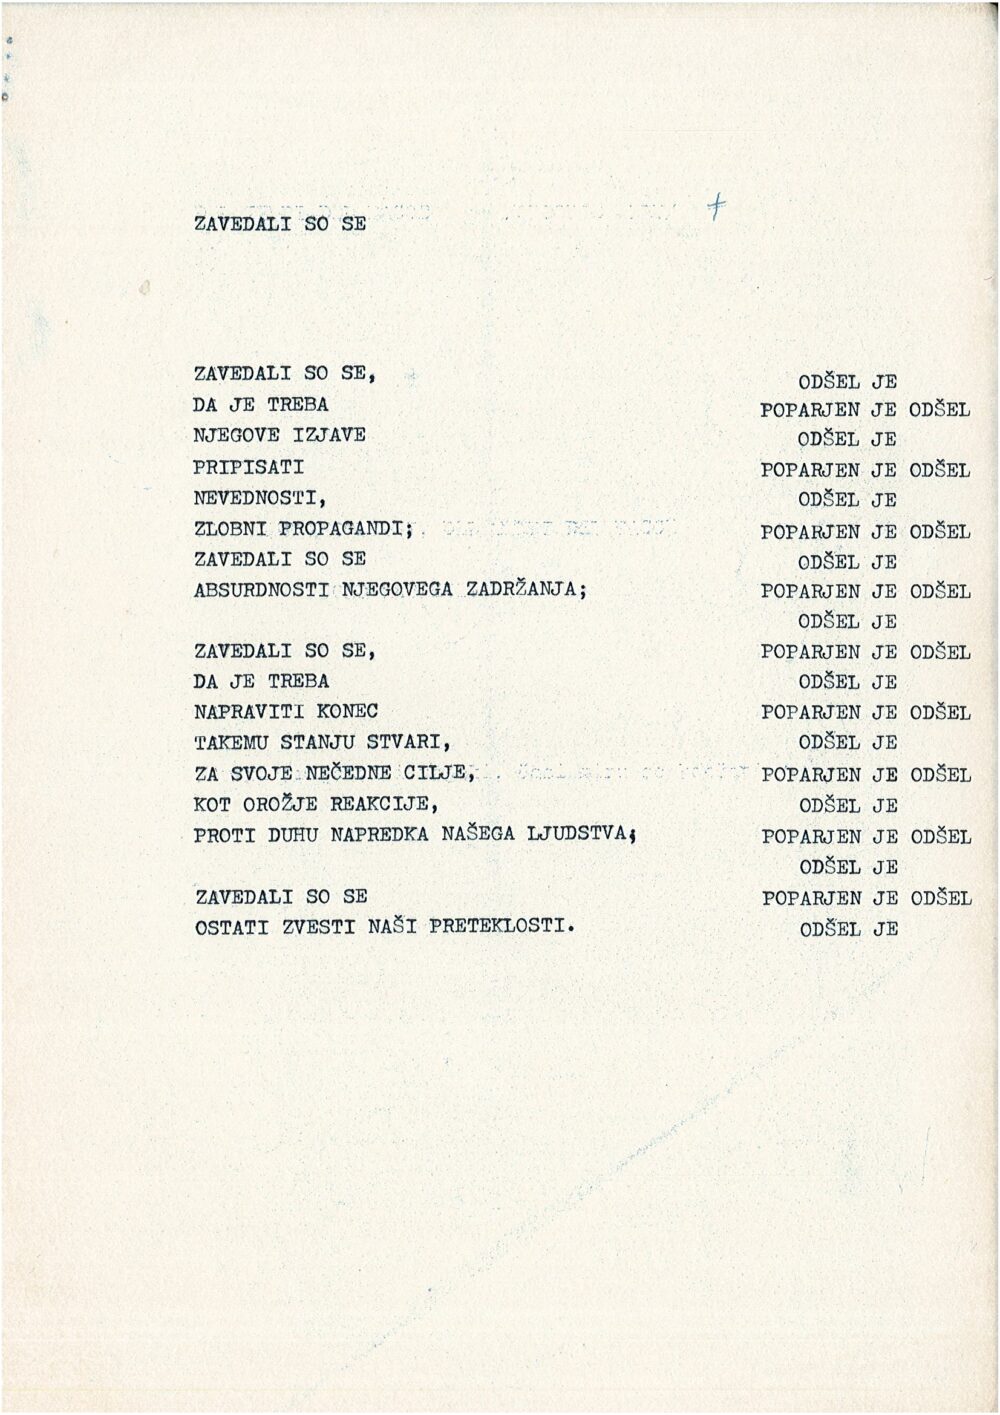 ZAVEDALI SO SE
ZAVEDALI SO SE,
DA JE TREBA
NJEGOVE IZJAVE
PRIPISATI
NEVEDNOSTI,
ZLOBNI PROPAGANDI;
ZAVEDALI SO SE
ABSURDNOSTI NJEGOVEGA ZADRŽANJA;
ZAVEDALI SO SE,
DA JE TREBA
NAPRAVITI KONEC
TAKEMU STANJU STVARI,
ZA SVOJE NEČEDNE CILJE,
KOT OROŽJE REAKCIJE,
PROTI DUHU NAPREDKA NAŠEGA LJUDSTVA;
ZAVEDALI SO SE
OSTATI ZVESTI NAŠI PRETEKLOSTI.
ODŠEL JE
POPARJEN JE ODŠEL
ODŠEL JE
POPARJEN JE ODŠEL
ODŠEL JE
POPARJEN JE ODŠEL
ODŠEL JE
POPARJEN JE ODŠEL
ODŠEL JE
POPARJEN JE ODŠEL
ODŠEL JE
POPARJEN JE ODŠEL
ODŠEL JE
POPARJEN JE ODŠEL
ODŠEL JE
POPARJEN JE ODŠEL
ODŠEL JE
POPARJEN JE ODŠEL
ODŠEL JE